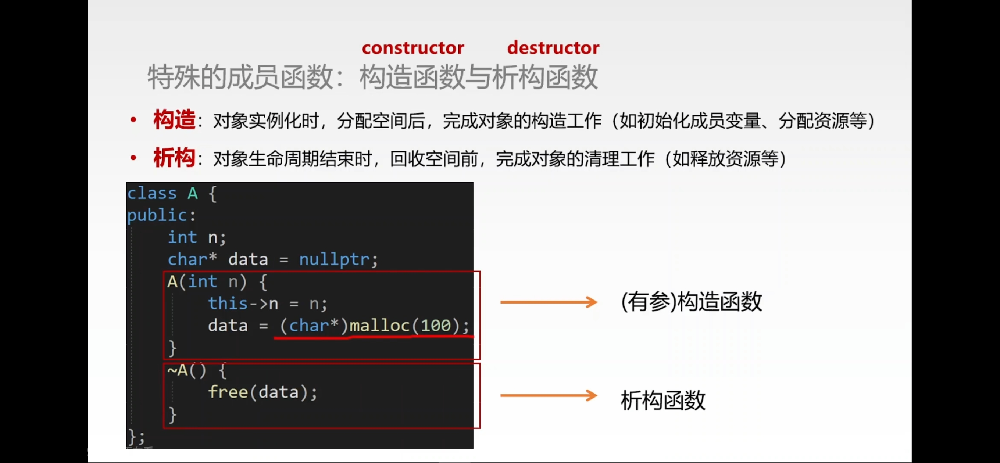 constructor destructor
特殊的成员函数：构造函数与析构函数
• 构造：对象实例化时，分配空间后，完成对象的构造工作（如初始化成员变量、分配资源等）
• 析构：对象生命周期结束时，回收空间前，完成对象的清理工作（如释放资源等）
class A {
public:
int n;
char* data = nullptr;
A(int n) {
this->n = n;
data = (char*)malloc(100);
}
(有参)构造函数
~A() {
free(data);
}
析构函数
};